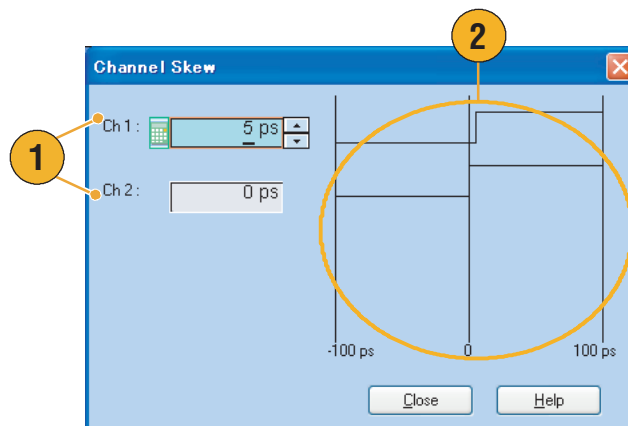 2
Channel Skew
Ch 1 : 5 ps
1
Ch 2 : 0 ps
-100 ps 0 100 ps
Close Help